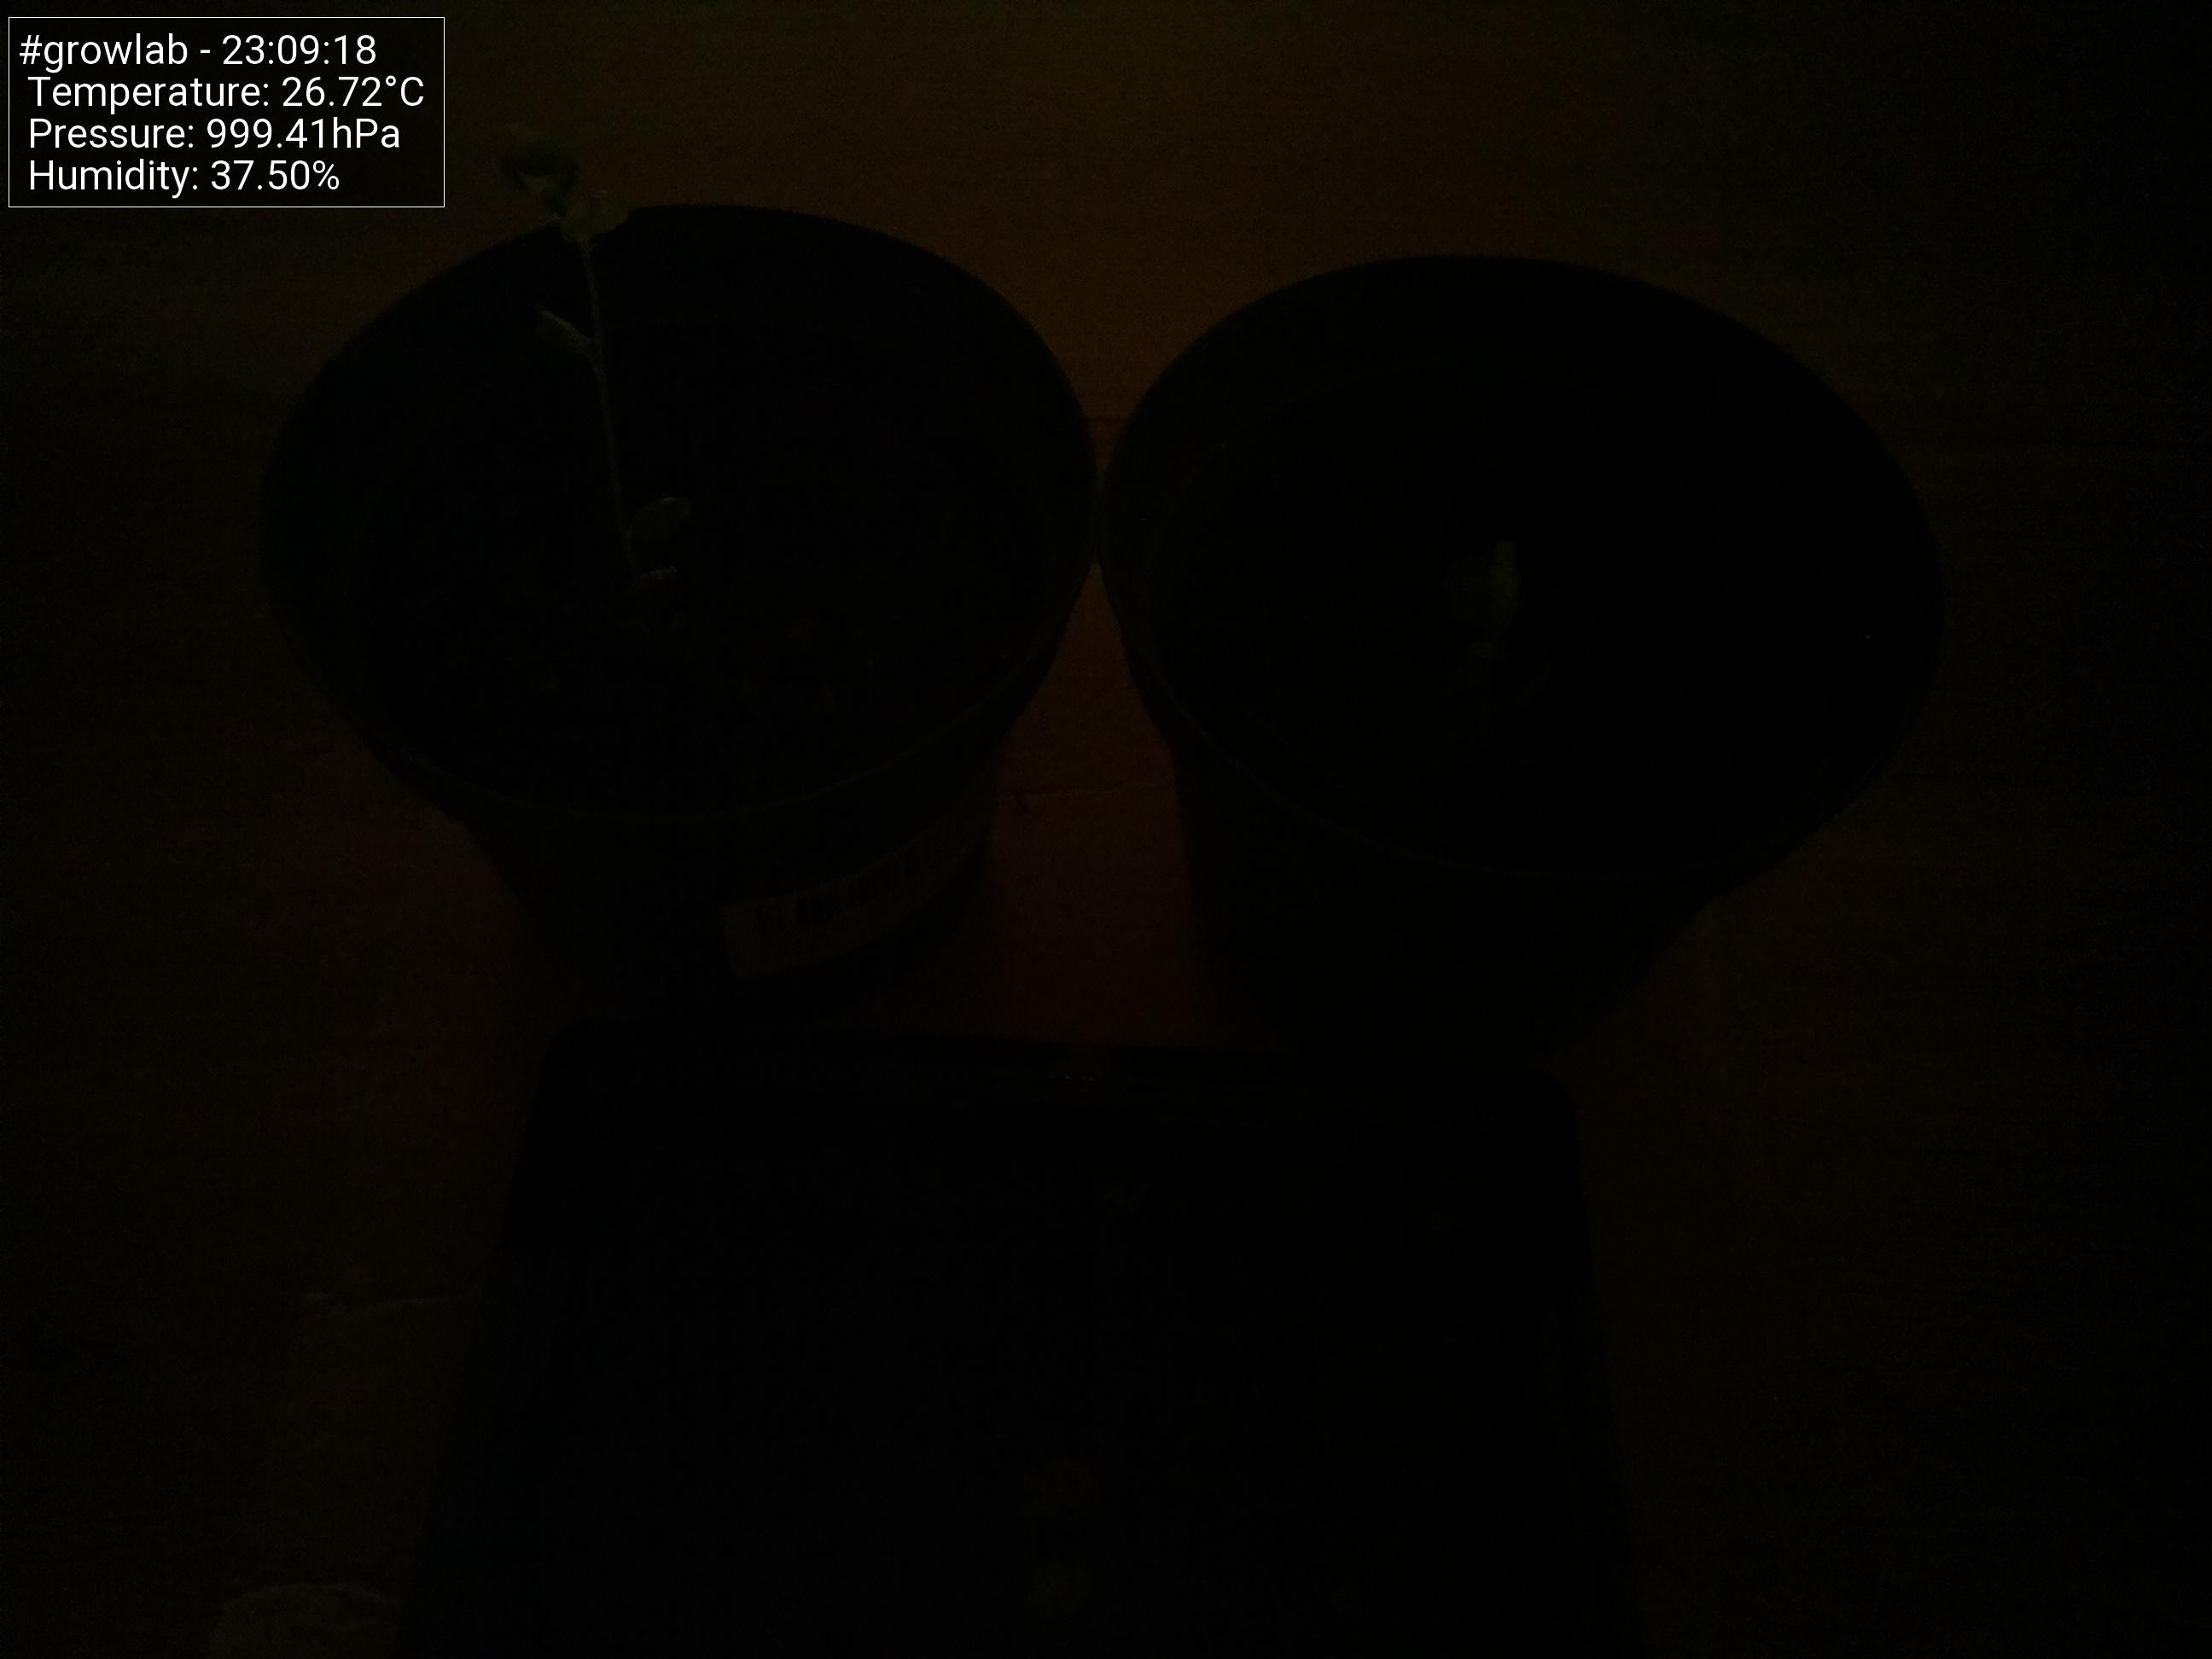 #growlab - 23:09:18
Temperature: 26.72°C
Pressure: 999.41hPa
Humidity: 37.50%